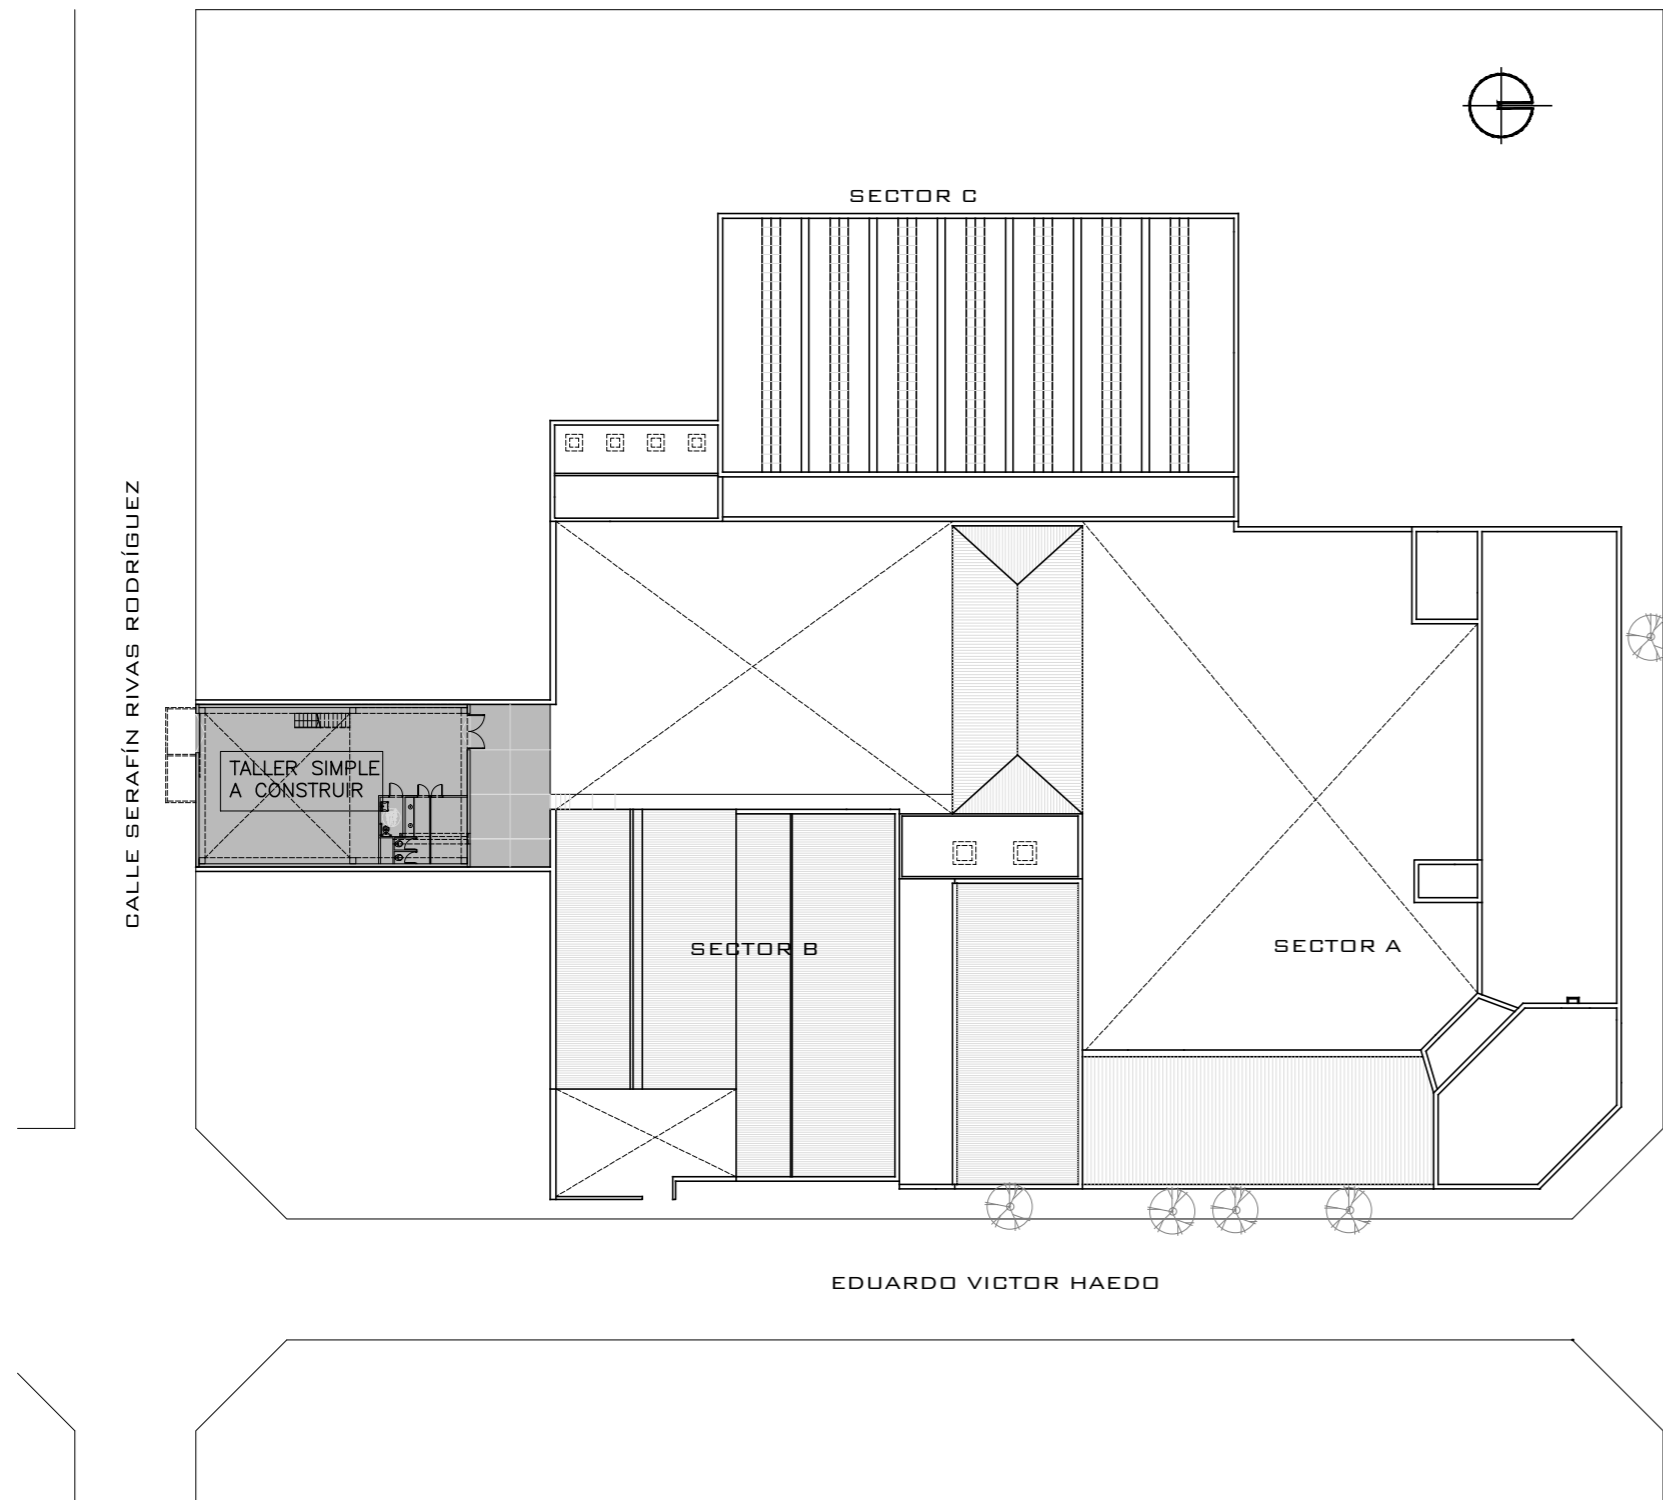 SECTOR C
CALLE SERAFÍN RIVAS RODRÍGUEZ
TALLER SIMPLE
A CONSTRUIR
SECTOR B
SECTOR A
EDUARDO VICTOR HAEDO